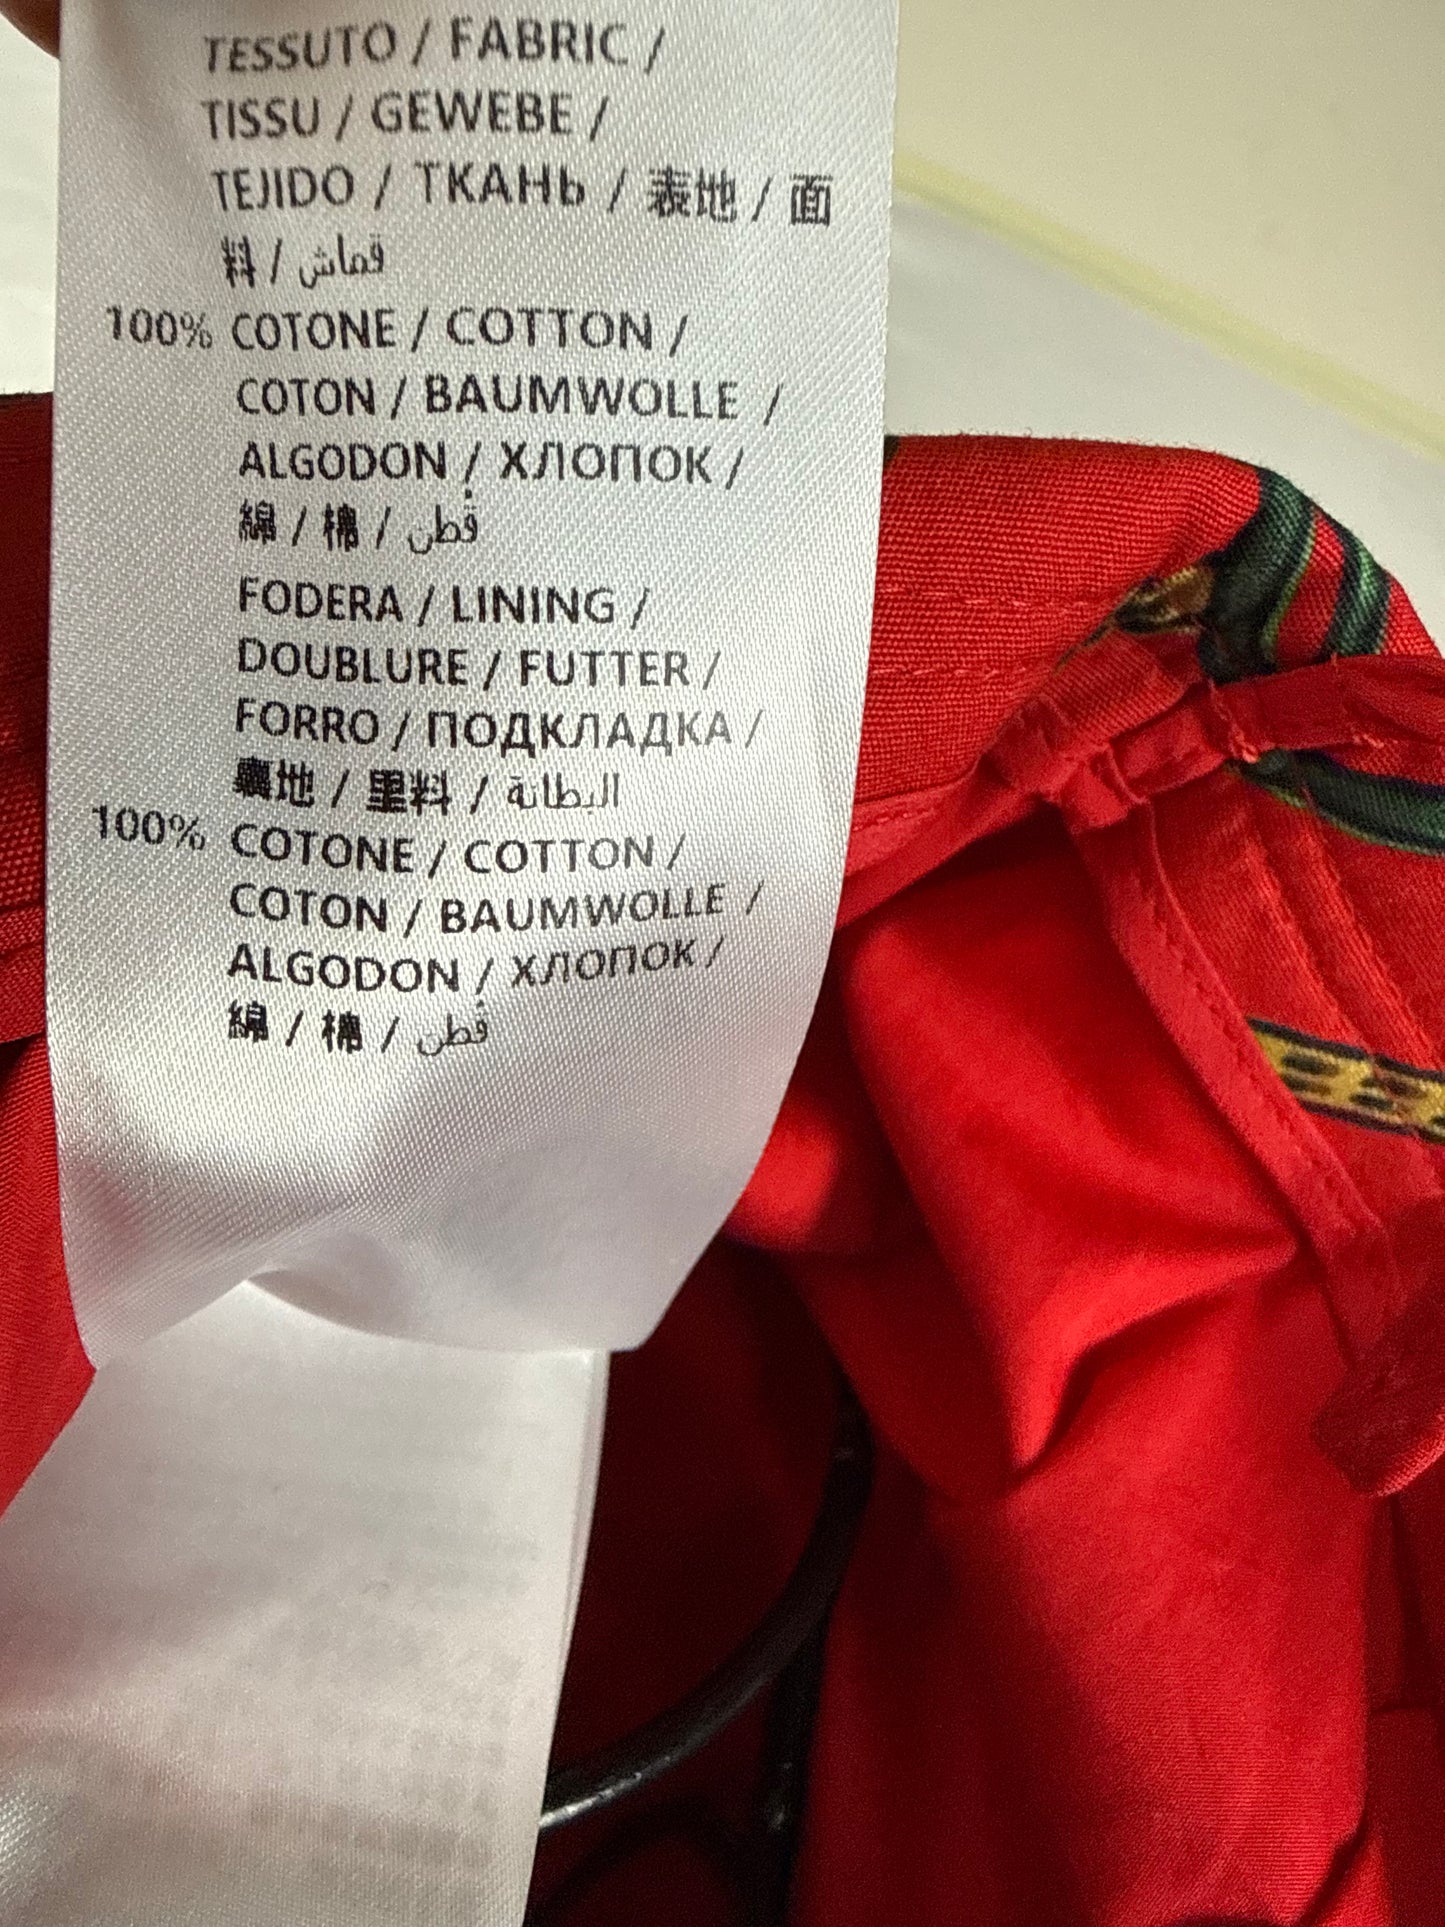 TESSUTO / FABRIC /
TISSU / GEWEBE /
TEJIDO / ТКАНЬ / 表地 / 面
料 / قماش
100% COTONE / COTTON /
COTON / BAUMWOLLE /
ALGODON / ХЛОПОК /
綿 / 棉 / قُطن
FODERA / LINING /
DOUBLURE / FUTTER /
FORRO / ПОДКЛАДКА /
裏地 / 里料 / البطانة
100% COTONE / COTTON /
COTON / BAUMWOLLE /
ALGODON / ХЛОПОК /
綿 / 棉 / قُطن